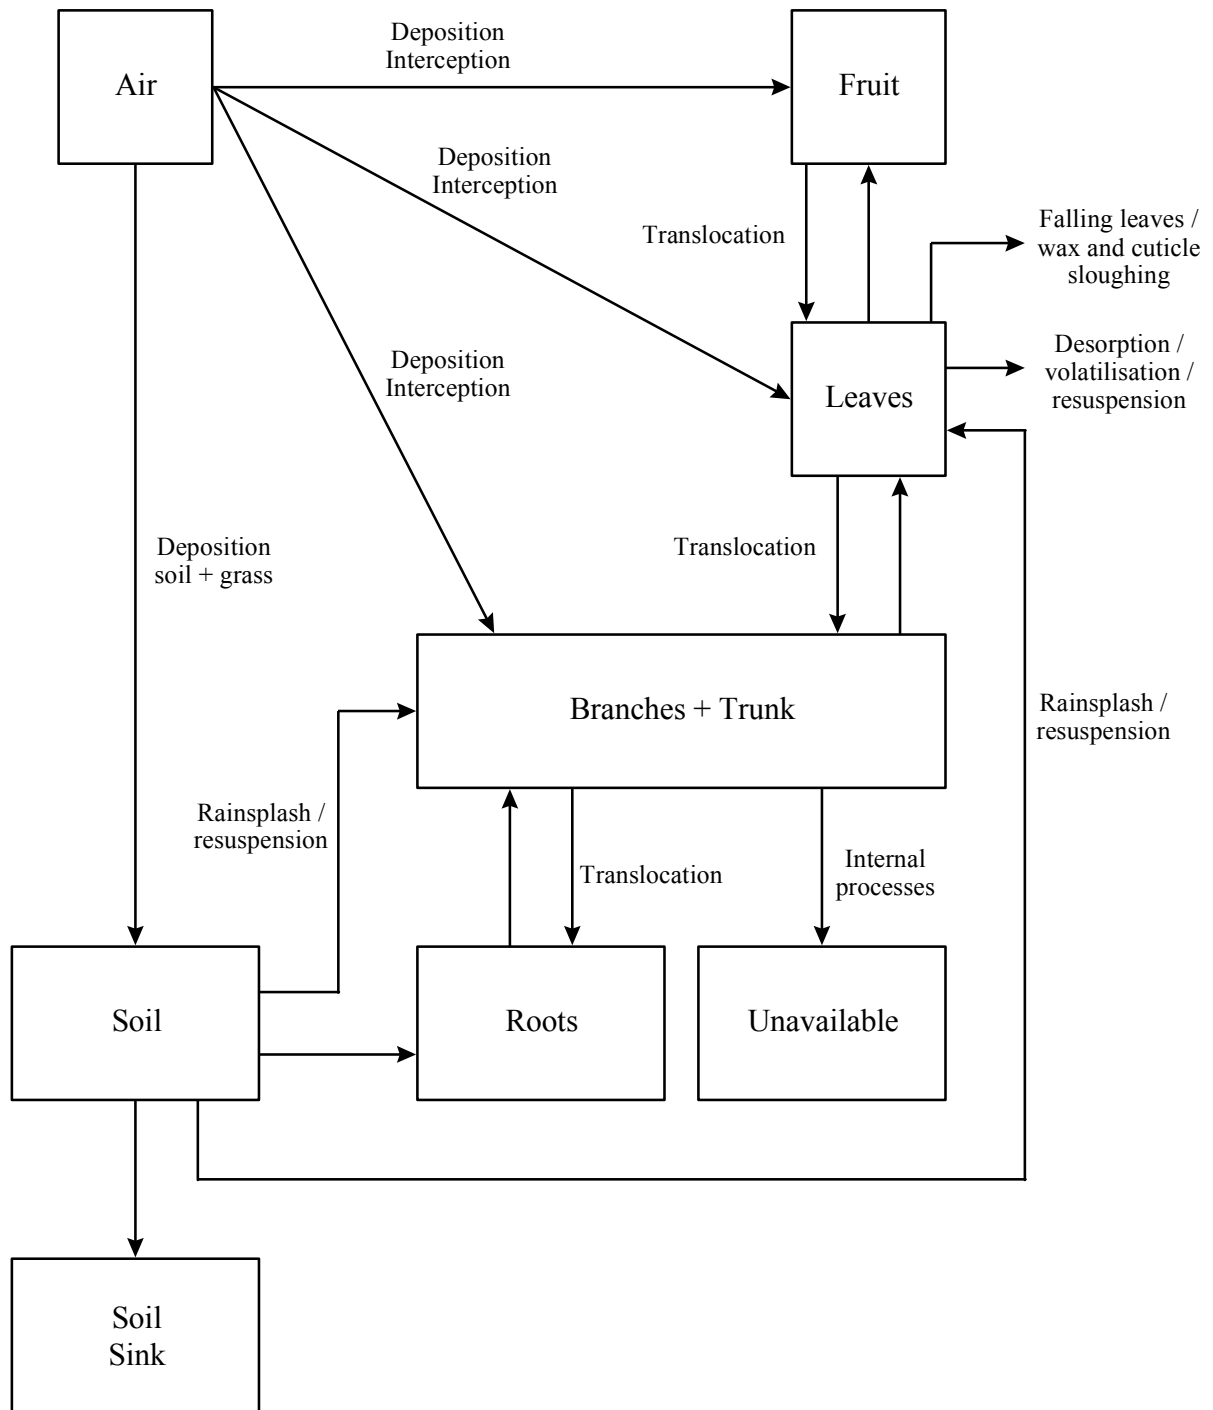 Deposition
Interception
Air
Fruit
Deposition
Interception
Translocation
Falling leaves /
wax and cuticle
sloughing
Desorption /
volatilisation /
resuspension
Deposition
Interception
Leaves
Deposition
soil + grass
Translocation
Branches + Trunk
Rainsplash /
resuspension
Rainsplash /
resuspension
Translocation
Internal
processes
Soil
Roots
Unavailable
Soil
Sink